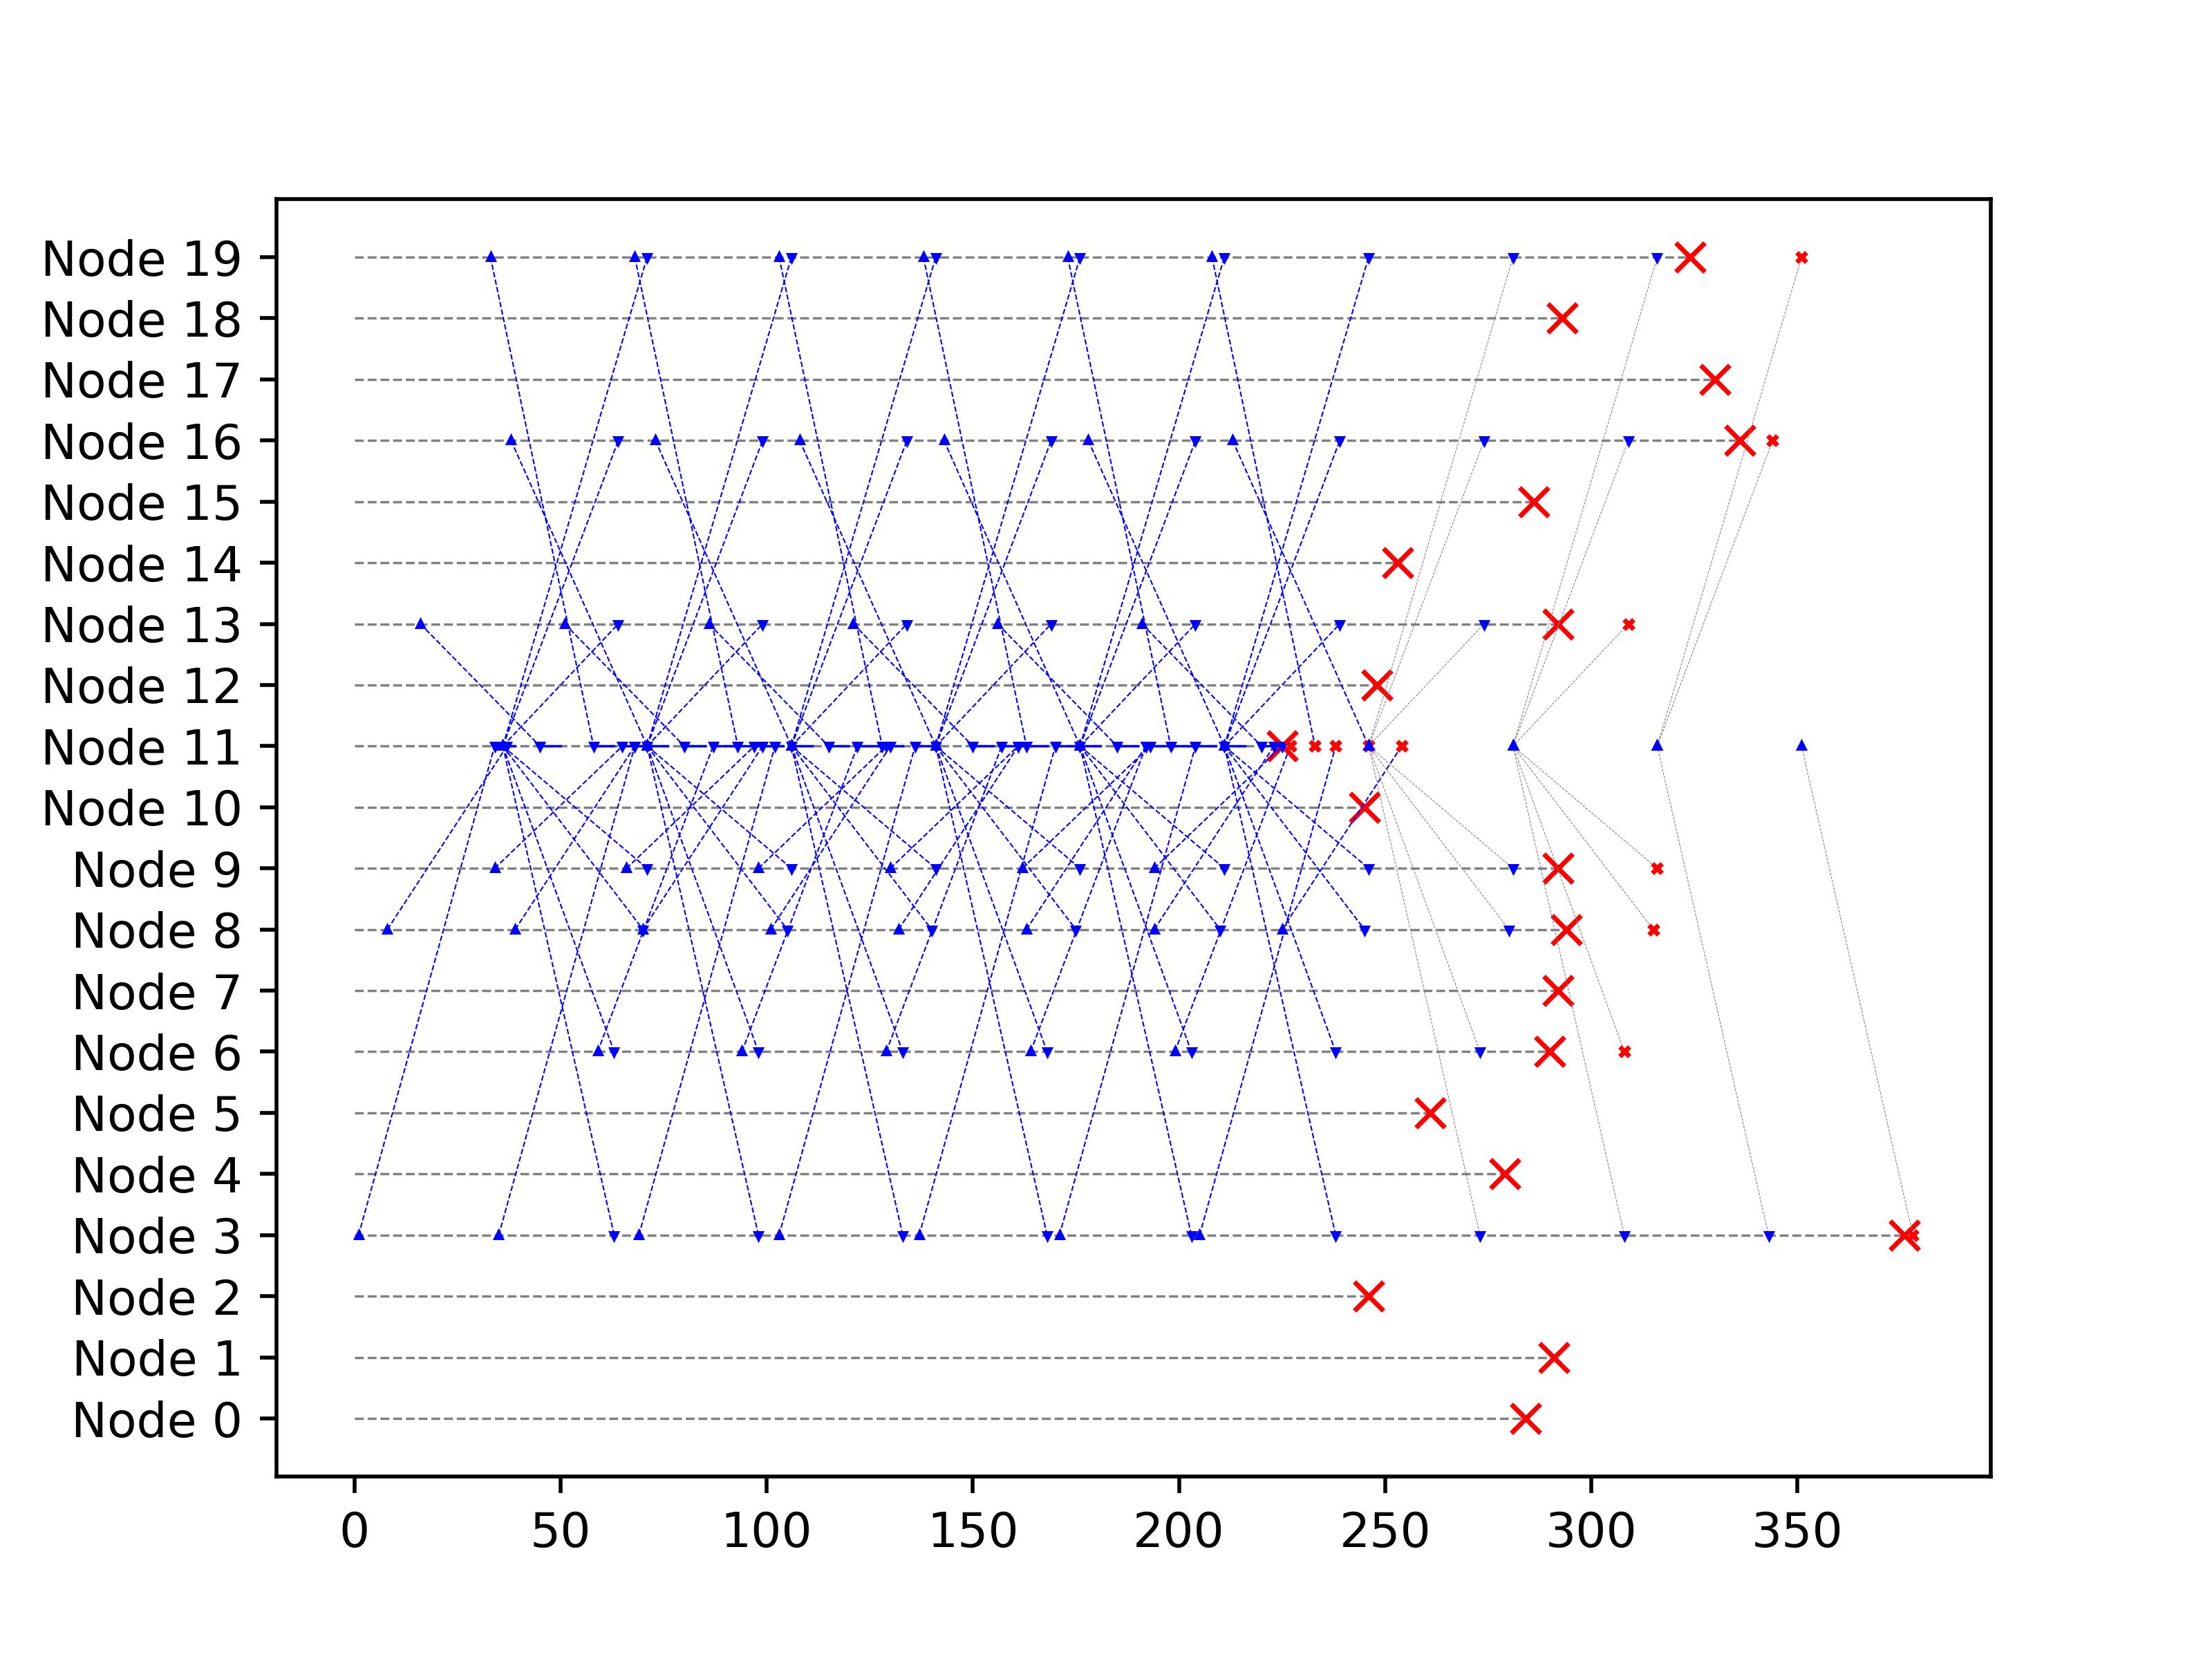 Node 19
Node 18
Node 17
Node 16
Node 15
Node 14
Node 13
Node 12
Node 11
Node 10
Node 9
Node 8
Node 7
Node 6
Node 5
Node 4
Node 3
Node 2
Node 1
Node 0
0 50 100 150 200 250 300 350